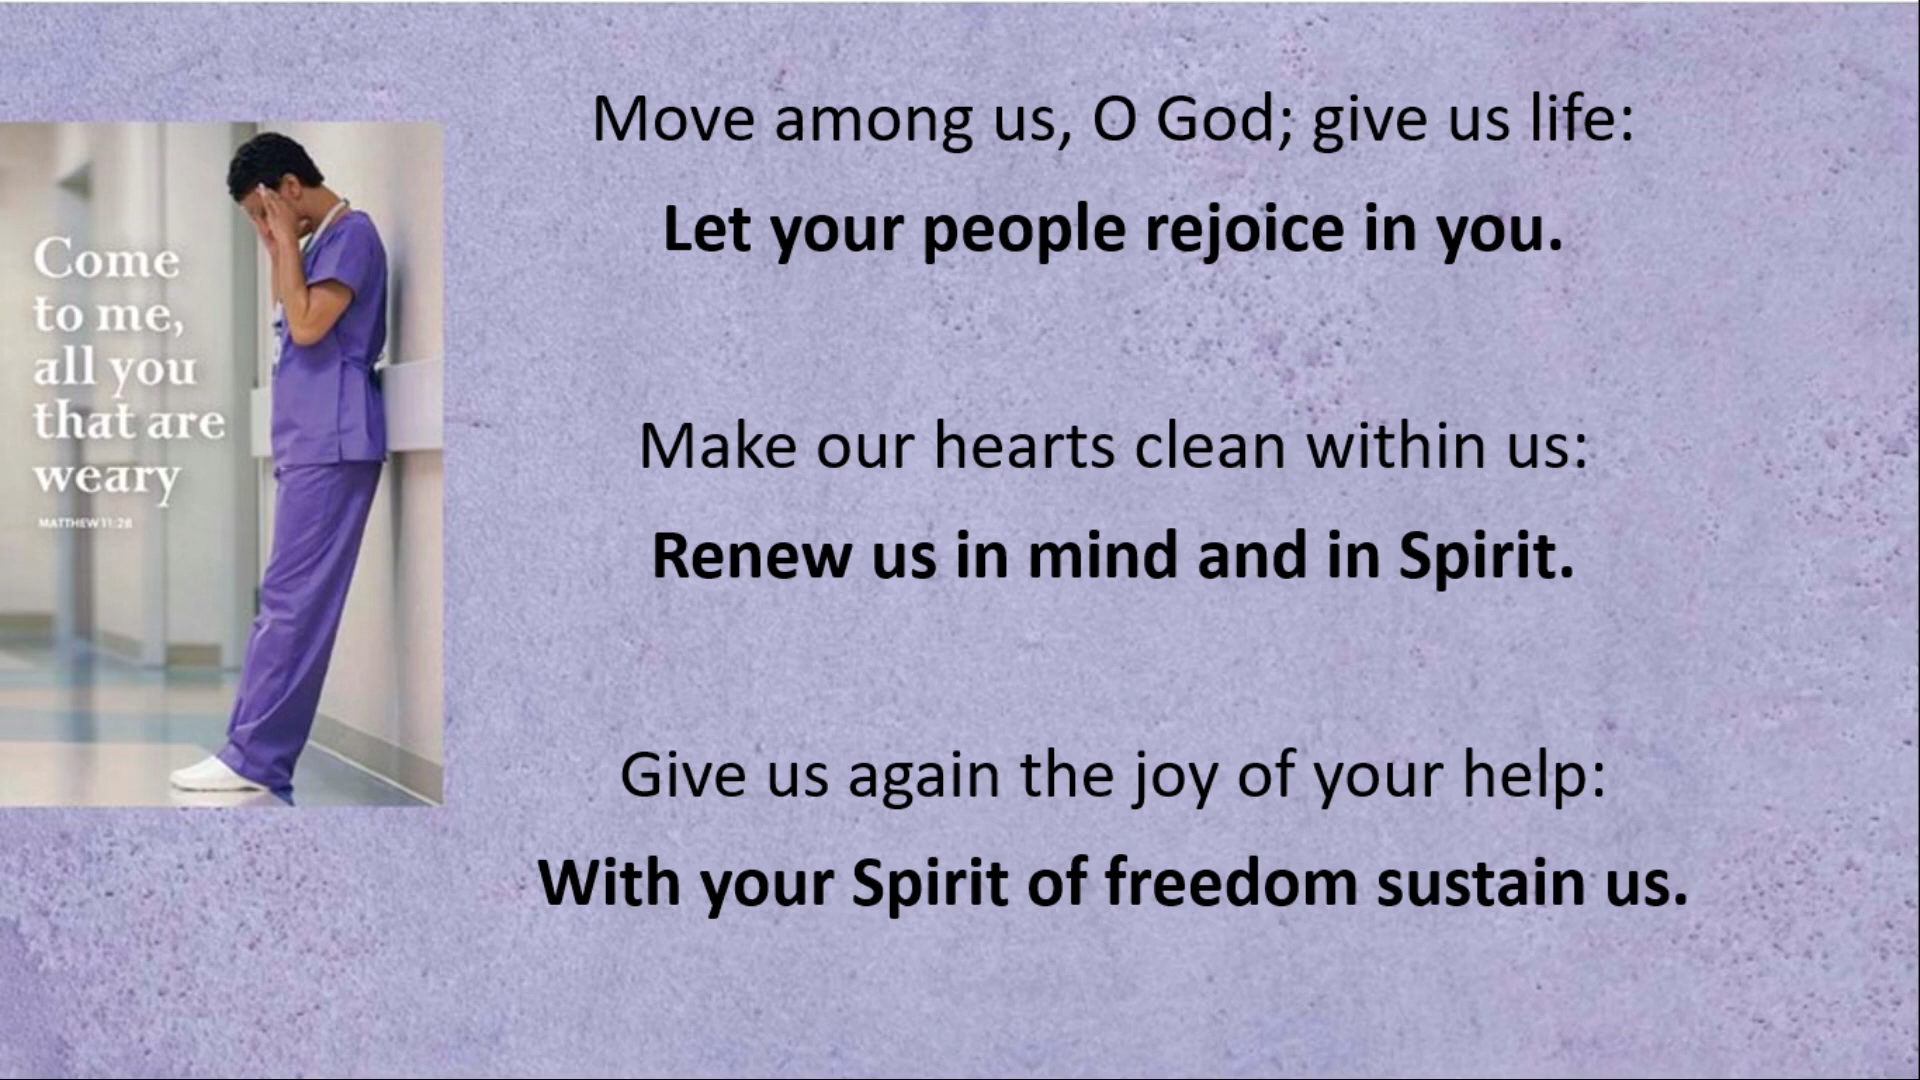 Come
to me,
all you
that are
weary
MATTHEW 11:28
Move among us, O God; give us life:
Let your people rejoice in you.
Make our hearts clean within us:
Renew us in mind and in Spirit.
Give us again the joy of your help:
With your Spirit of freedom sustain us.